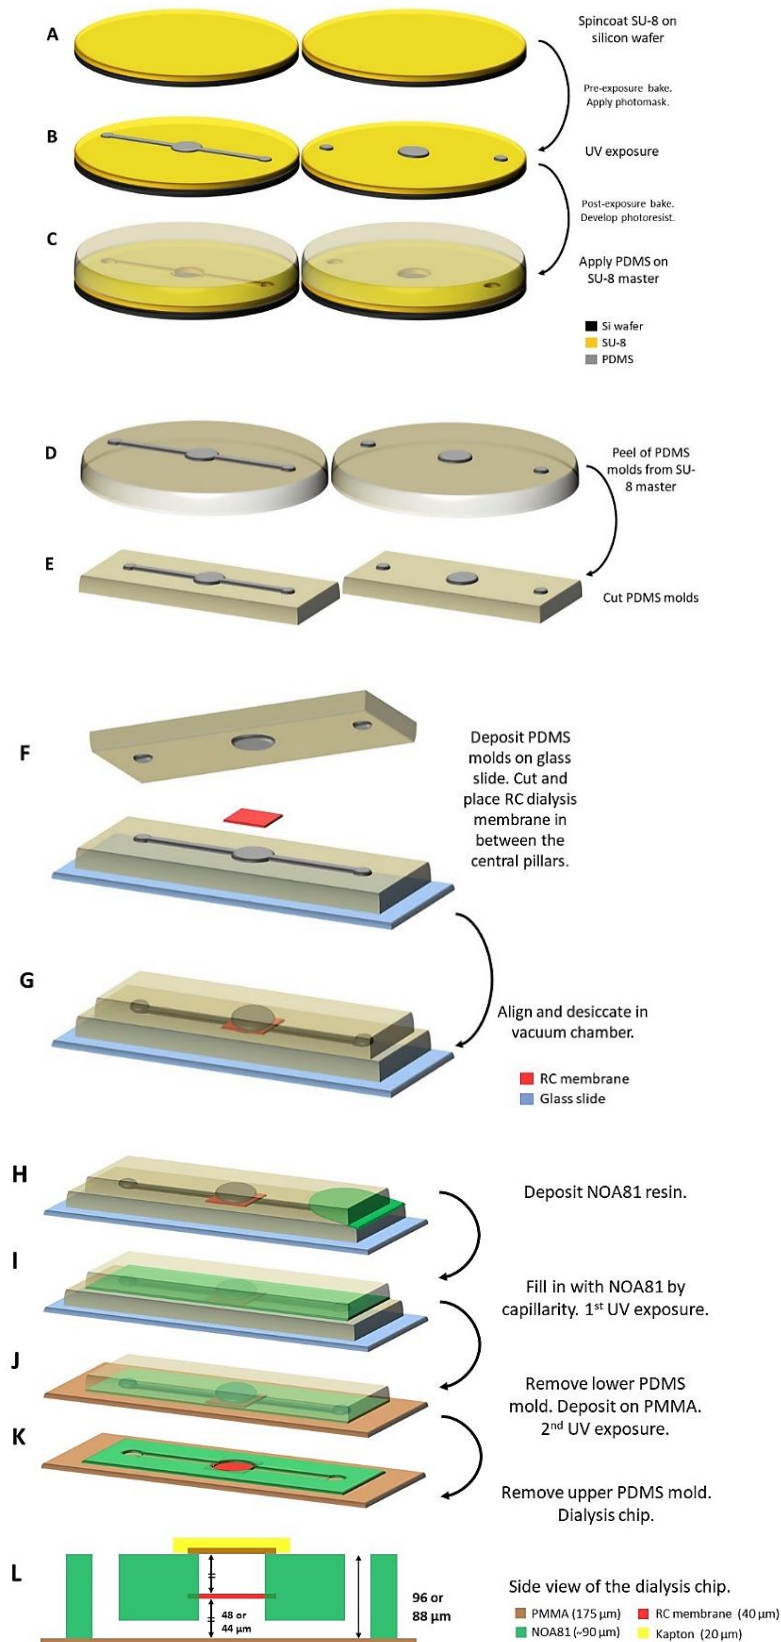 A
Spincoat SU-8 on
silicon wafer
Pre-exposure bake.
Apply photomask.
B
UV exposure
Post-exposure bake.
Develop photoresist.
C
Apply PDMS on
SU-8 master
Si wafer
SU-8
PDMS
D
Peel of PDMS
molds from SU-
8 master
E
Cut PDMS molds
F
Deposit PDMS
molds on glass
slide. Cut and
place RC dialysis
membrane in
between the
central pillars.
G
Align and desiccate in
vacuum chamber.
RC membrane
Glass slide
H
Deposit NOA81 resin.
I
Fill in with NOA81 by
capillarity. 1st UV exposure.
J
Remove lower PDMS
mold. Deposit on PMMA.
2nd UV exposure.
K
Remove upper PDMS mold.
Dialysis chip.
L
48 or
44 µm
96 or
88 µm
Side view of the dialysis chip.
PMMA (175 µm)
RC membrane (40 µm)
NOA81 (~90 µm)
Kapton (20 µm)